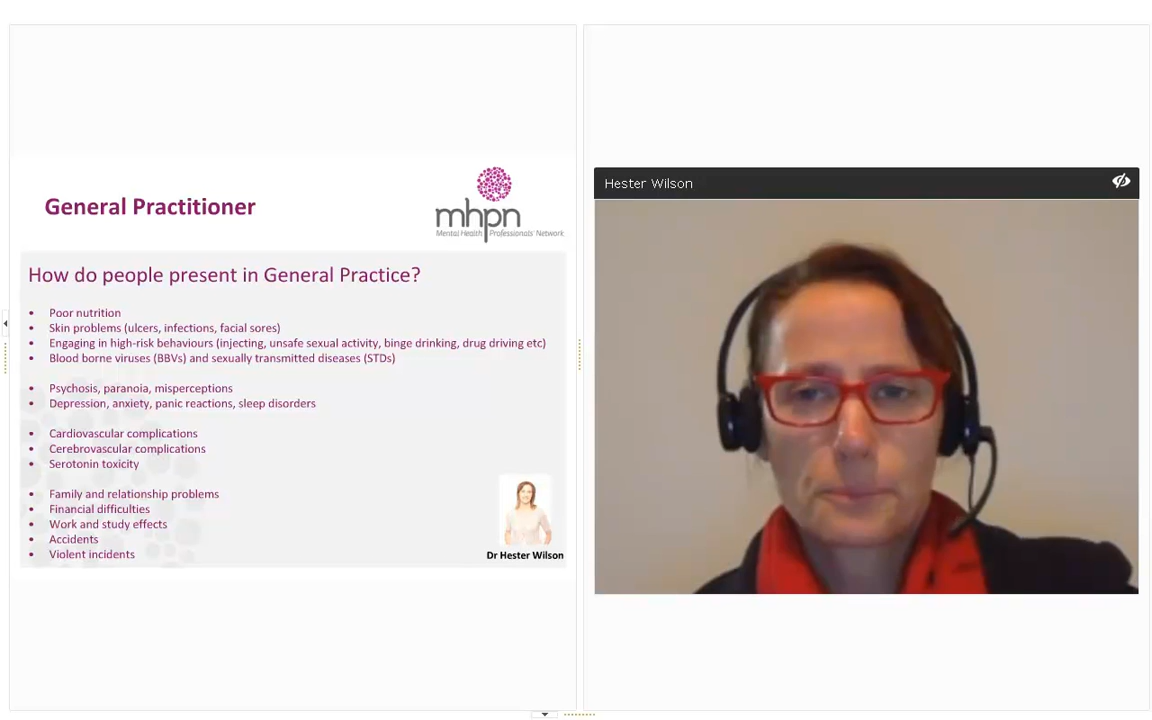 General Practitioner
mhpn
Mental Health Professionals' Network
How do people present in General Practice?
• Poor nutrition
• Skin problems (ulcers, infections, facial sores)
• Engaging in high-risk behaviours (injecting, unsafe sexual activity, binge drinking, drug driving etc)
• Blood borne viruses (BBVs) and sexually transmitted diseases (STDs)
• Psychosis, paranoia, misperceptions
• Depression, anxiety, panic reactions, sleep disorders
• Cardiovascular complications
• Cerebrovascular complications
• Serotonin toxicity
• Family and relationship problems
• Financial difficulties
• Work and study effects
• Accidents
• Violent incidents
Dr Hester Wilson
Hester Wilson